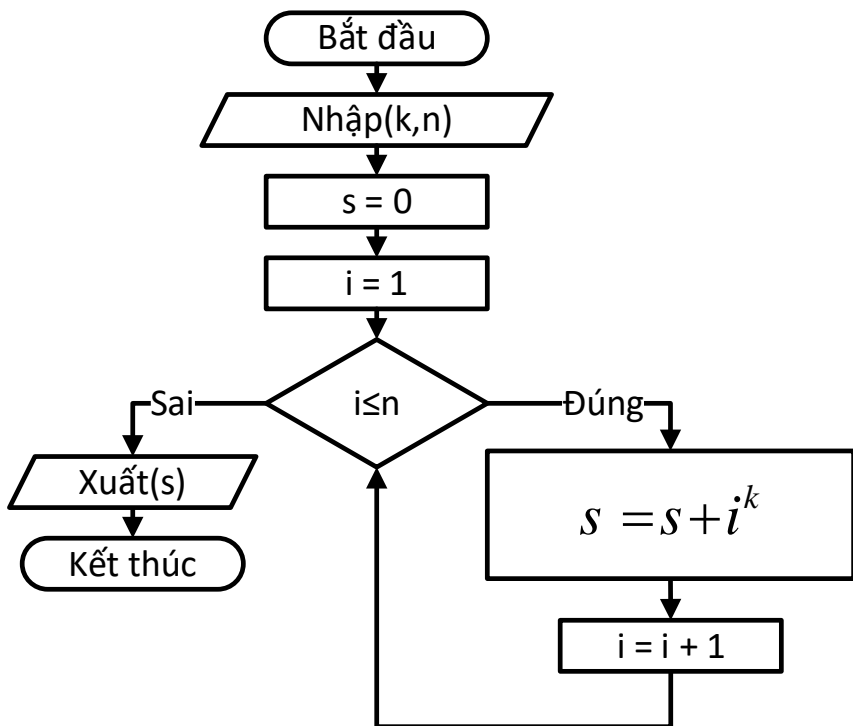 Bắt đầu
Nhập(k,n)
s = 0
i = 1
i≤n
Sai
Đúng
Xuất(s)
Kết thúc
s = s + i^k
i = i + 1